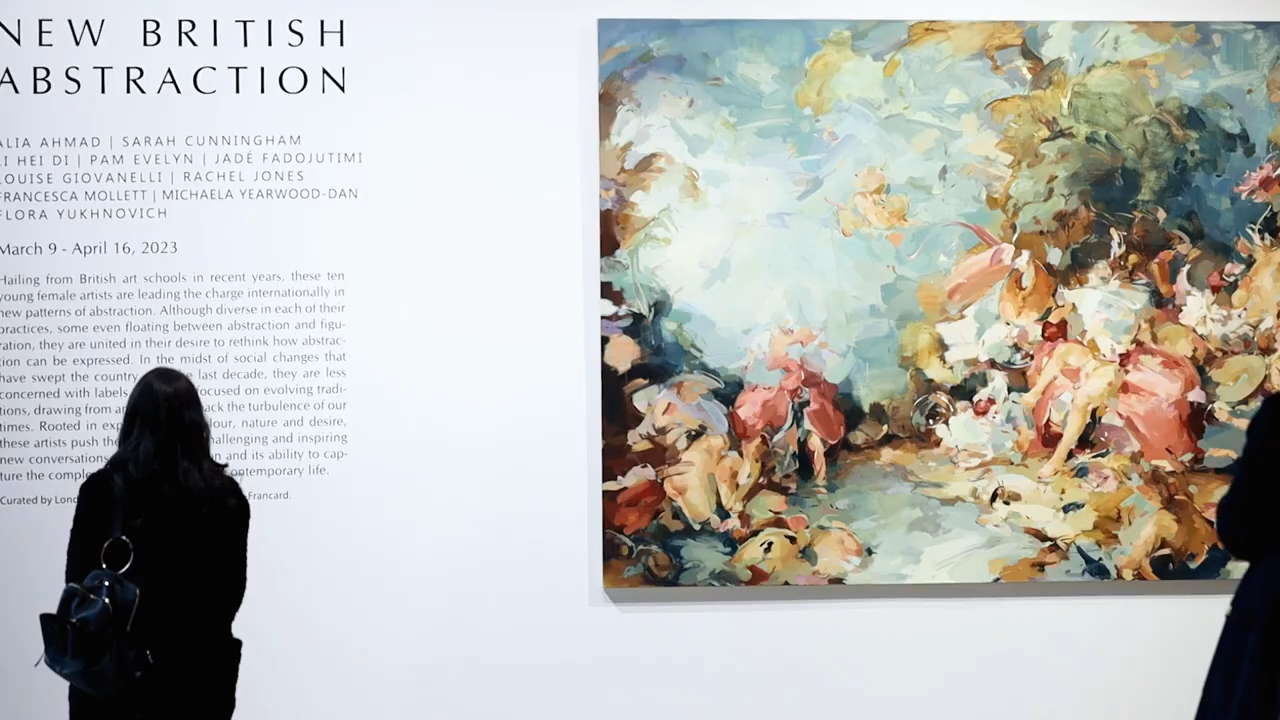 NEW BRITISH
ABSTRACTION
ALIA AHMAD | SARAH CUNNINGHAM
LI HEI DI | PAM EVELYN | JADÉ FADOJUTIMI
LOUISE GIOVANELLI | RACHEL JONES
FRANCESCA MOLLETT | MICHAELA YEARWOOD-DAN
FLORA YUKHNOVICH
March 9 - April 16, 2023
Hailing from British art schools in recent years, these ten
young female artists are leading the charge internationally in
new patterns of abstraction. Although diverse in each of their
practices, some even floating between abstraction and figu-
ration, they are united in their desire to rethink how abstrac-
tion can be expressed. In the midst of social changes that
have swept the country last decade, they are less
concerned with labels focused on evolving tradi-
tions, drawing from the turbulence of our
times. Rooted in nature and desire,
these artists push the challenging and inspiring
new conversations and its ability to cap-
ture the contemporary life.
Curated by Francard.